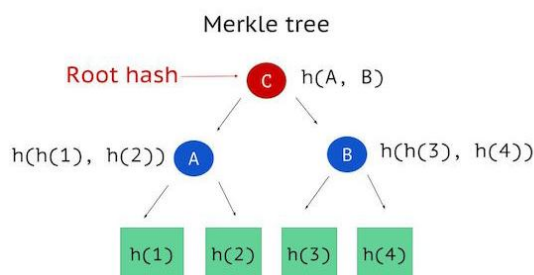 Merkle tree
Root hash
C
h(A, B)
h(h(1), h(2))
A
B
h(h(3), h(4))
h(1)
h(2)
h(3)
h(4)